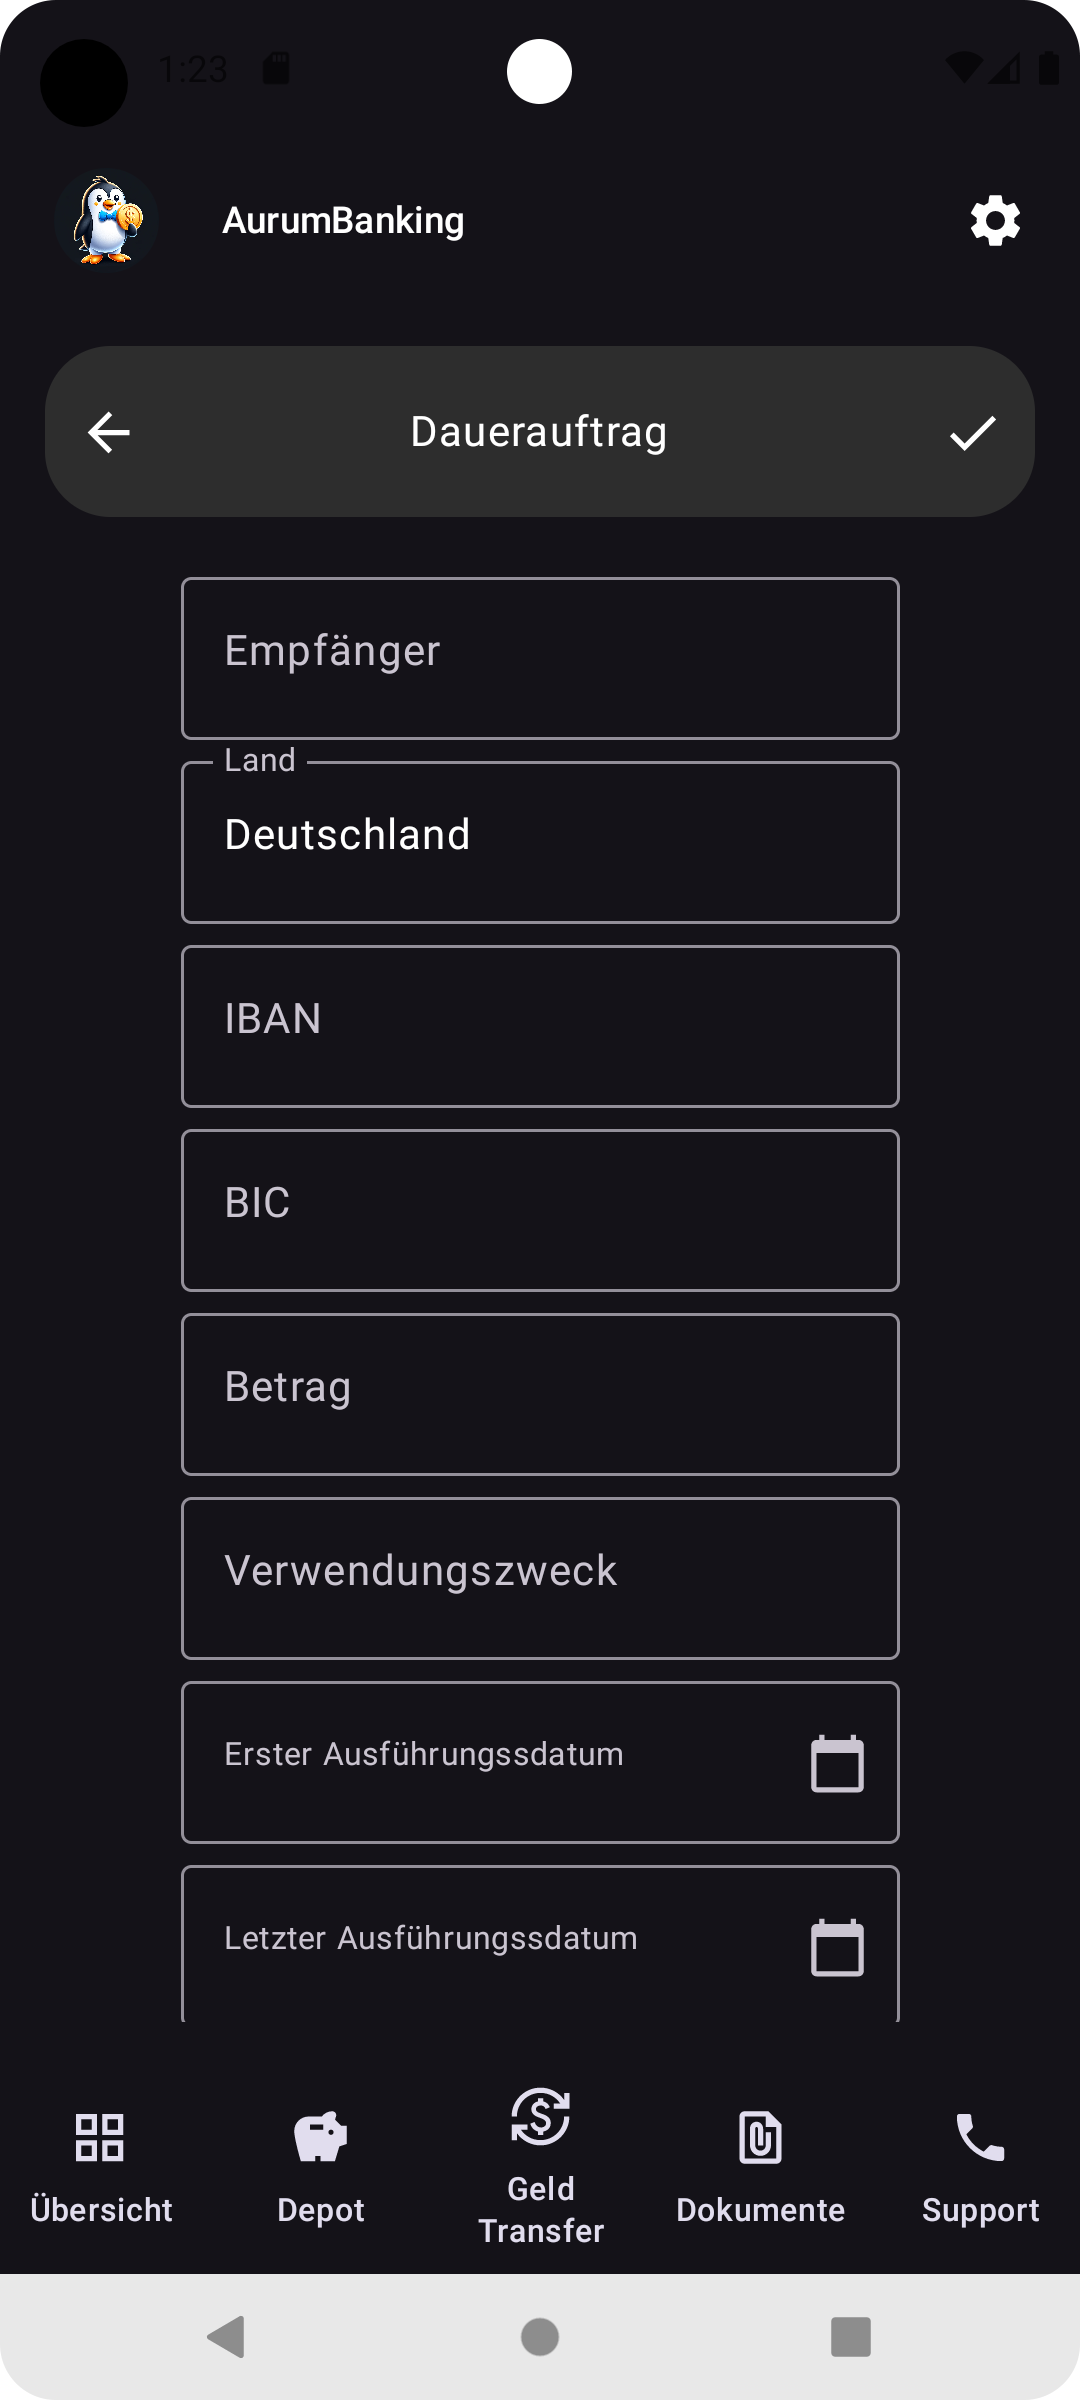 1:23
AurumBanking
Dauerauftrag
Empfänger
Land
Deutschland
IBAN
BIC
Betrag
Verwendungszweck
Erster Ausführungssdatum
Letzter Ausführungssdatum
Übersicht
Depot
Geld
Transfer
Dokumente
Support